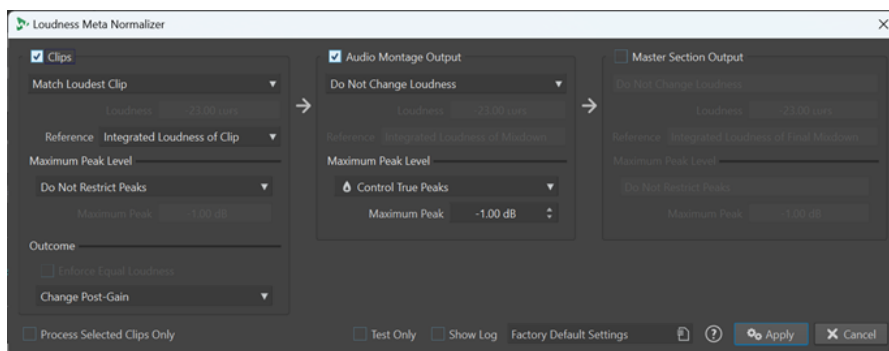 Loudness Meta Normalizer
Clips
Match Loudest Clip
Loudness -23.00 LUFS
Reference Integrated Loudness of Clip
Maximum Peak Level
Do Not Restrict Peaks
Maximum Peak -1.00 dB
Outcome
Enforce Equal Loudness
Change Post-Gain
Audio Montage Output
Do Not Change Loudness
Loudness -23.00 LUFS
Reference Integrated Loudness of Mixdown
Maximum Peak Level
Control True Peaks
Maximum Peak -1.00 dB
Master Section Output
Do Not Change Loudness
Loudness -23.00 LUFS
Reference Integrated Loudness of Final Mixdown
Maximum Peak Level
Do Not Restrict Peaks
Maximum Peak -1.00 dB
Process Selected Clips Only
Test Only Show Log Factory Default Settings ? Apply Cancel